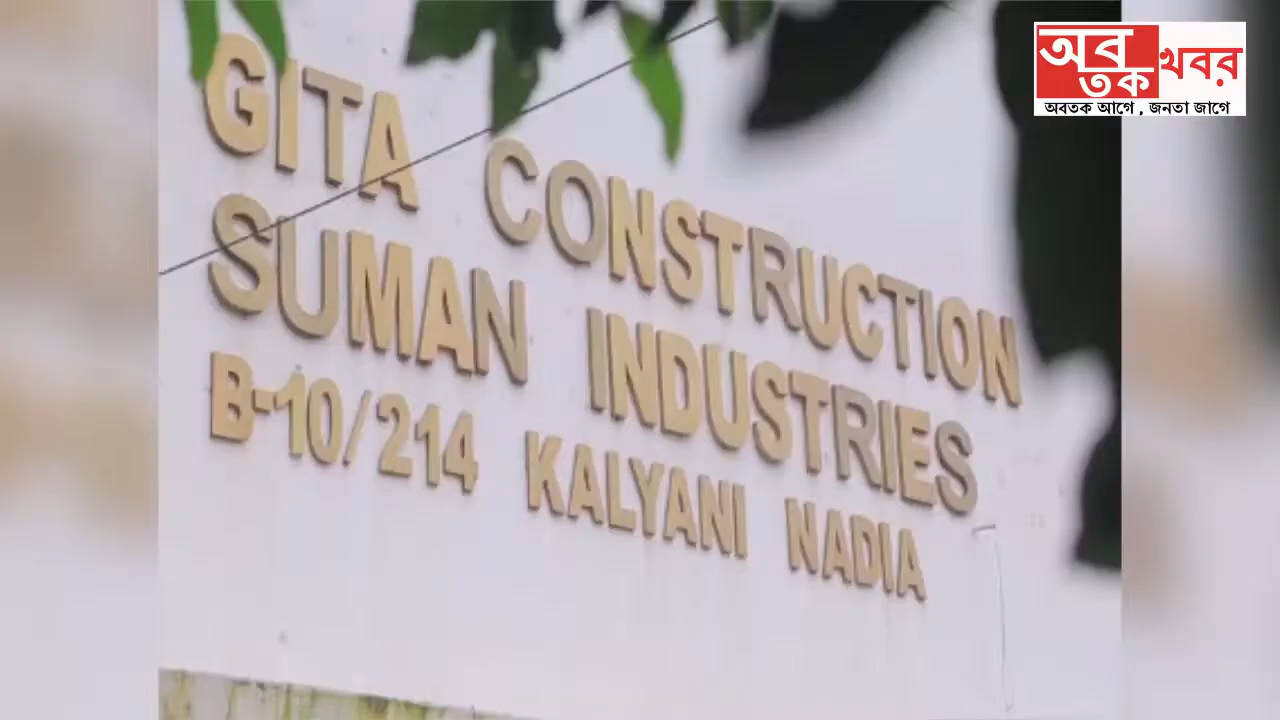 GITA CONSTRUCTION
SUMAN INDUSTRIES
B-10/214 KALYANI NADIA
অব
তক
খবর
অবতক আগে , জনতা জাগে